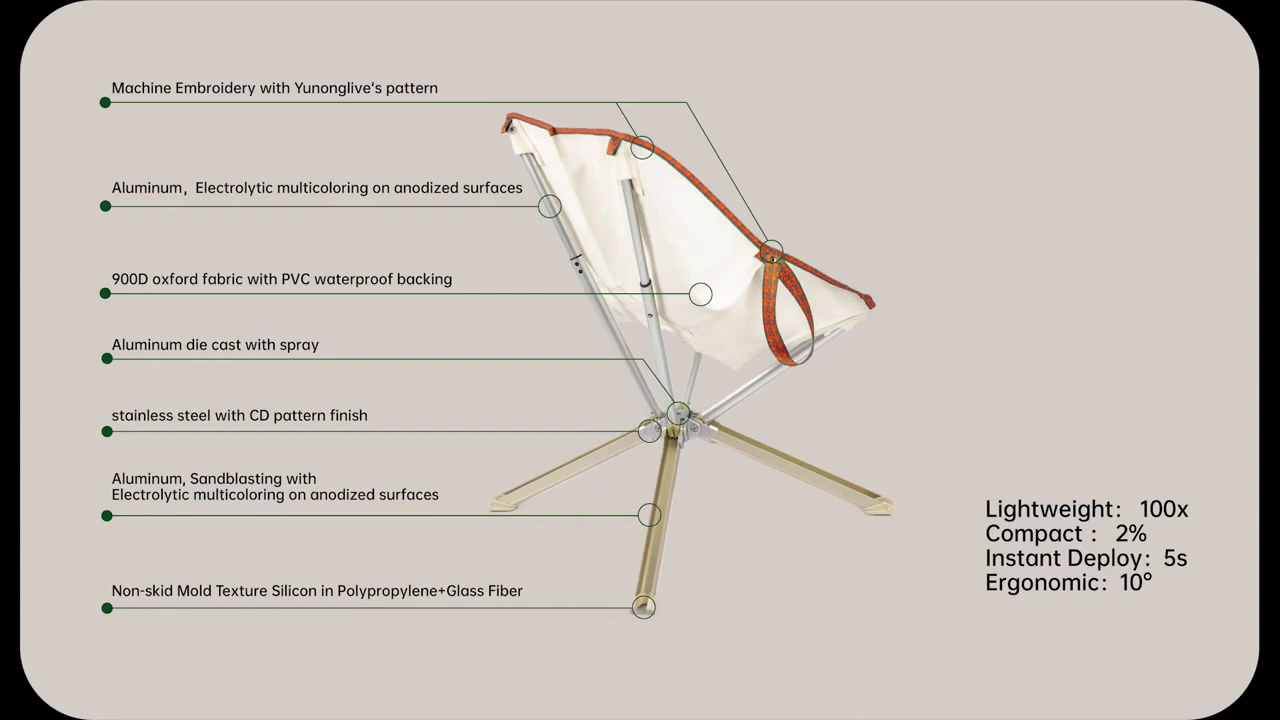 Machine Embroidery with Yunonglive's pattern
Aluminum，Electrolytic multicoloring on anodized surfaces
900D oxford fabric with PVC waterproof backing
Aluminum die cast with spray
stainless steel with CD pattern finish
Aluminum, Sandblasting with
Electrolytic multicoloring on anodized surfaces
Non-skid Mold Texture Silicon in Polypropylene+Glass Fiber
Lightweight： 100x
Compact： 2%
Instant Deploy：5s
Ergonomic：10°